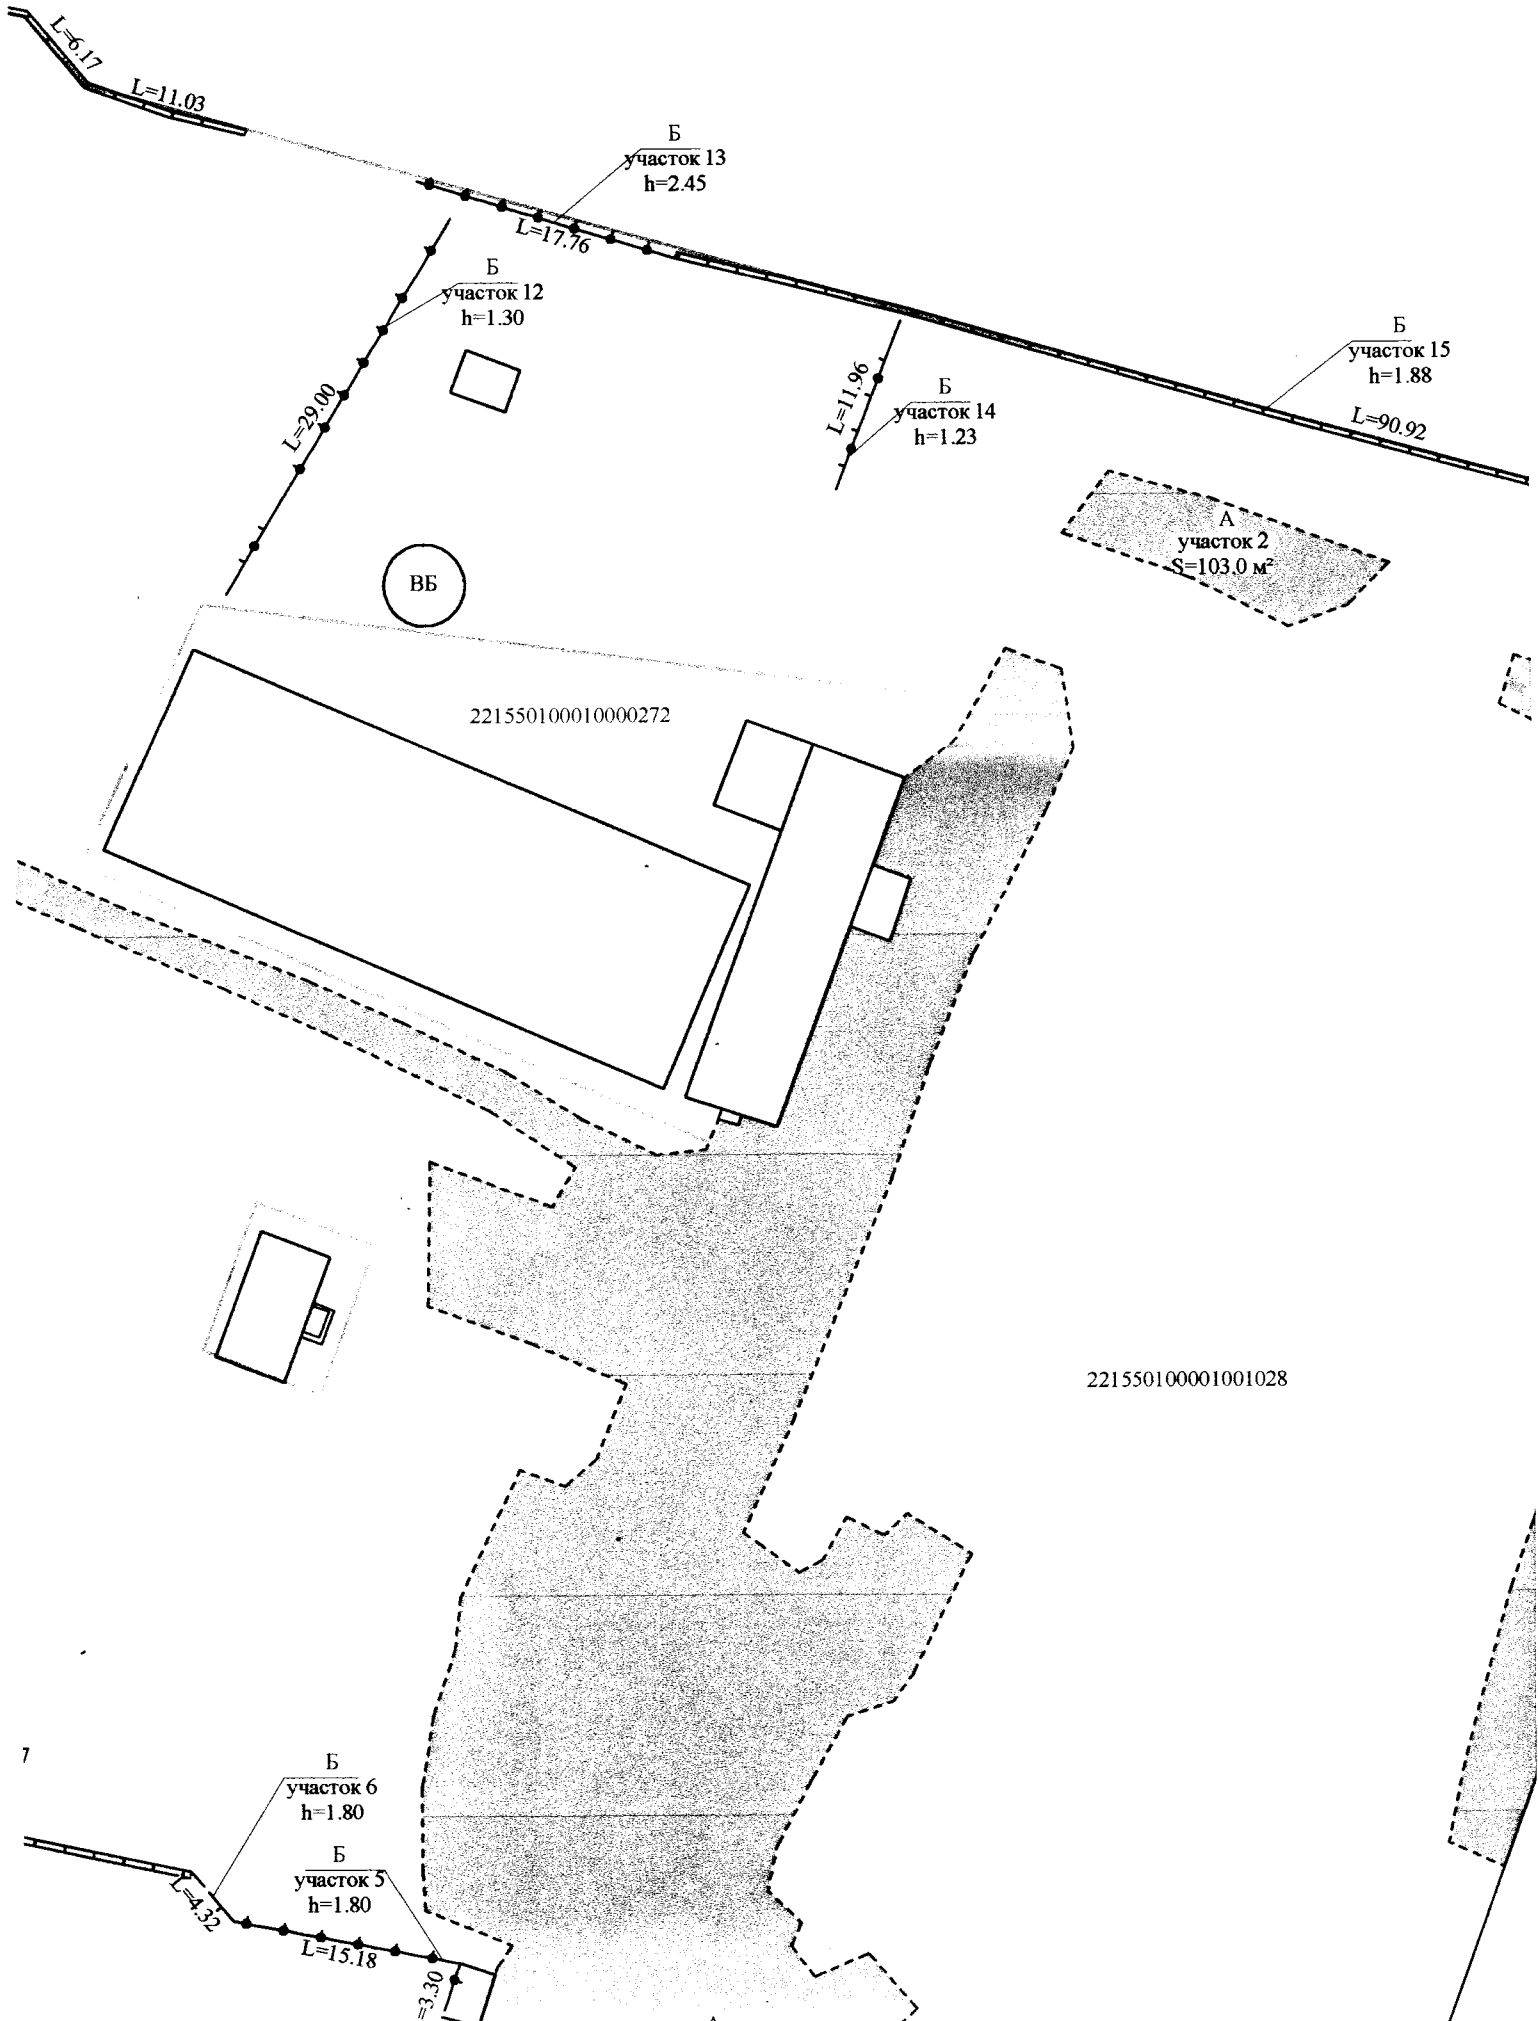 L=6.17
L=11.03
Б
участок 13
h=2.45
L=17.76
Б
участок 12
h=1.30
L=29.00
Б
участок 15
h=1.88
L=90.92
L=11.96
Б
участок 14
h=1.23
А
участок 2
S=103,0 м²
ВБ
221550100010000272
221550100001001028
7
Б
участок 6
h=1.80
Б
участок 5
h=1.80
L=4.32
L=15.18
=3.30